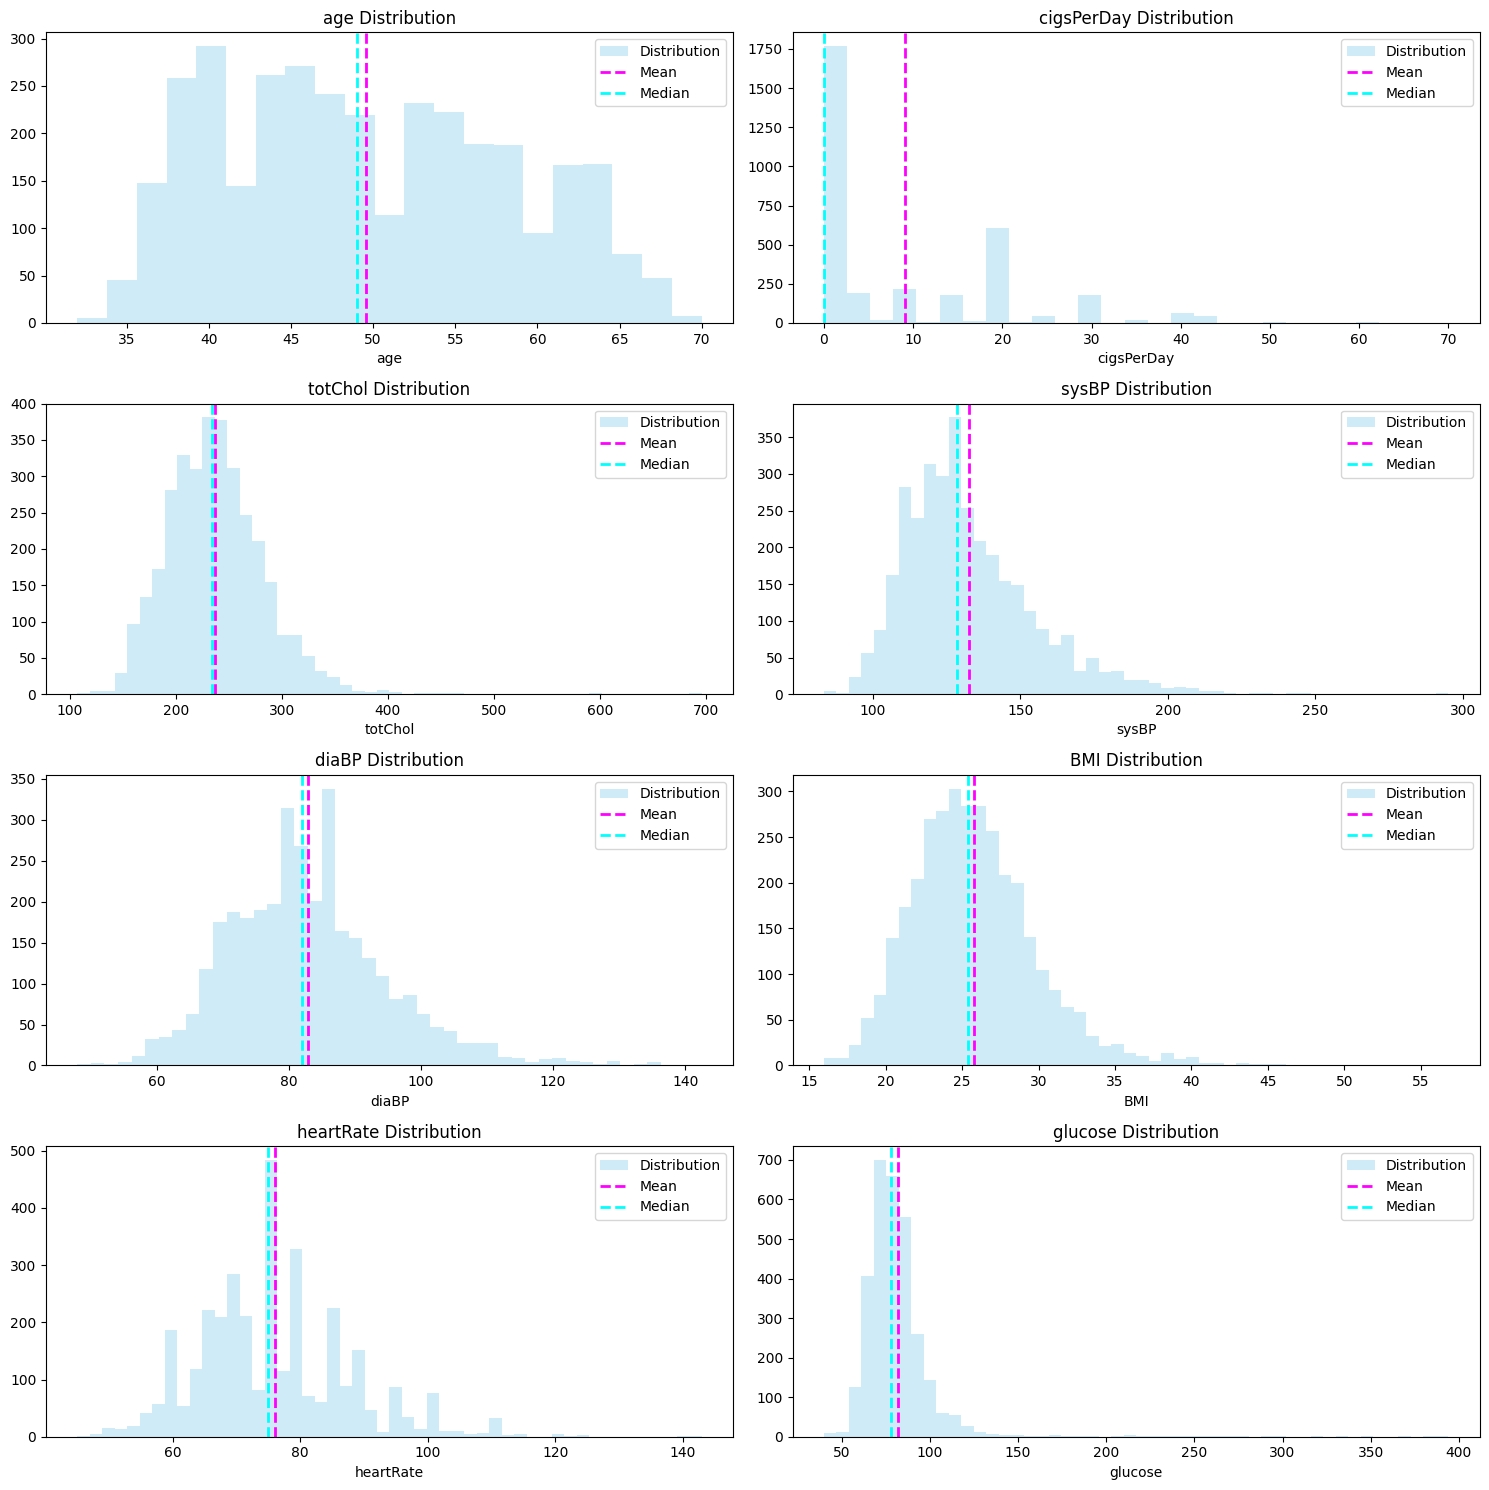 age Distribution
300
250
200
150
100
50
0
Distribution
Mean
Median
35 40 45 50 55 60 65 70
age
cigsPerDay Distribution
1750
1500
1250
1000
750
500
250
0
Distribution
Mean
Median
0 10 20 30 40 50 60 70
cigsPerDay
totChol Distribution
400
350
300
250
200
150
100
50
0
Distribution
Mean
Median
100 200 300 400 500 600 700
totChol
sysBP Distribution
350
300
250
200
150
100
50
0
Distribution
Mean
Median
100 150 200 250 300
sysBP
diaBP Distribution
350
300
250
200
150
100
50
0
Distribution
Mean
Median
60 80 100 120 140
diaBP
BMI Distribution
300
250
200
150
100
50
0
Distribution
Mean
Median
15 20 25 30 35 40 45 50 55
BMI
heartRate Distribution
500
400
300
200
100
0
Distribution
Mean
Median
60 80 100 120 140
heartRate
glucose Distribution
700
600
500
400
300
200
100
0
Distribution
Mean
Median
50 100 150 200 250 300 350 400
glucose